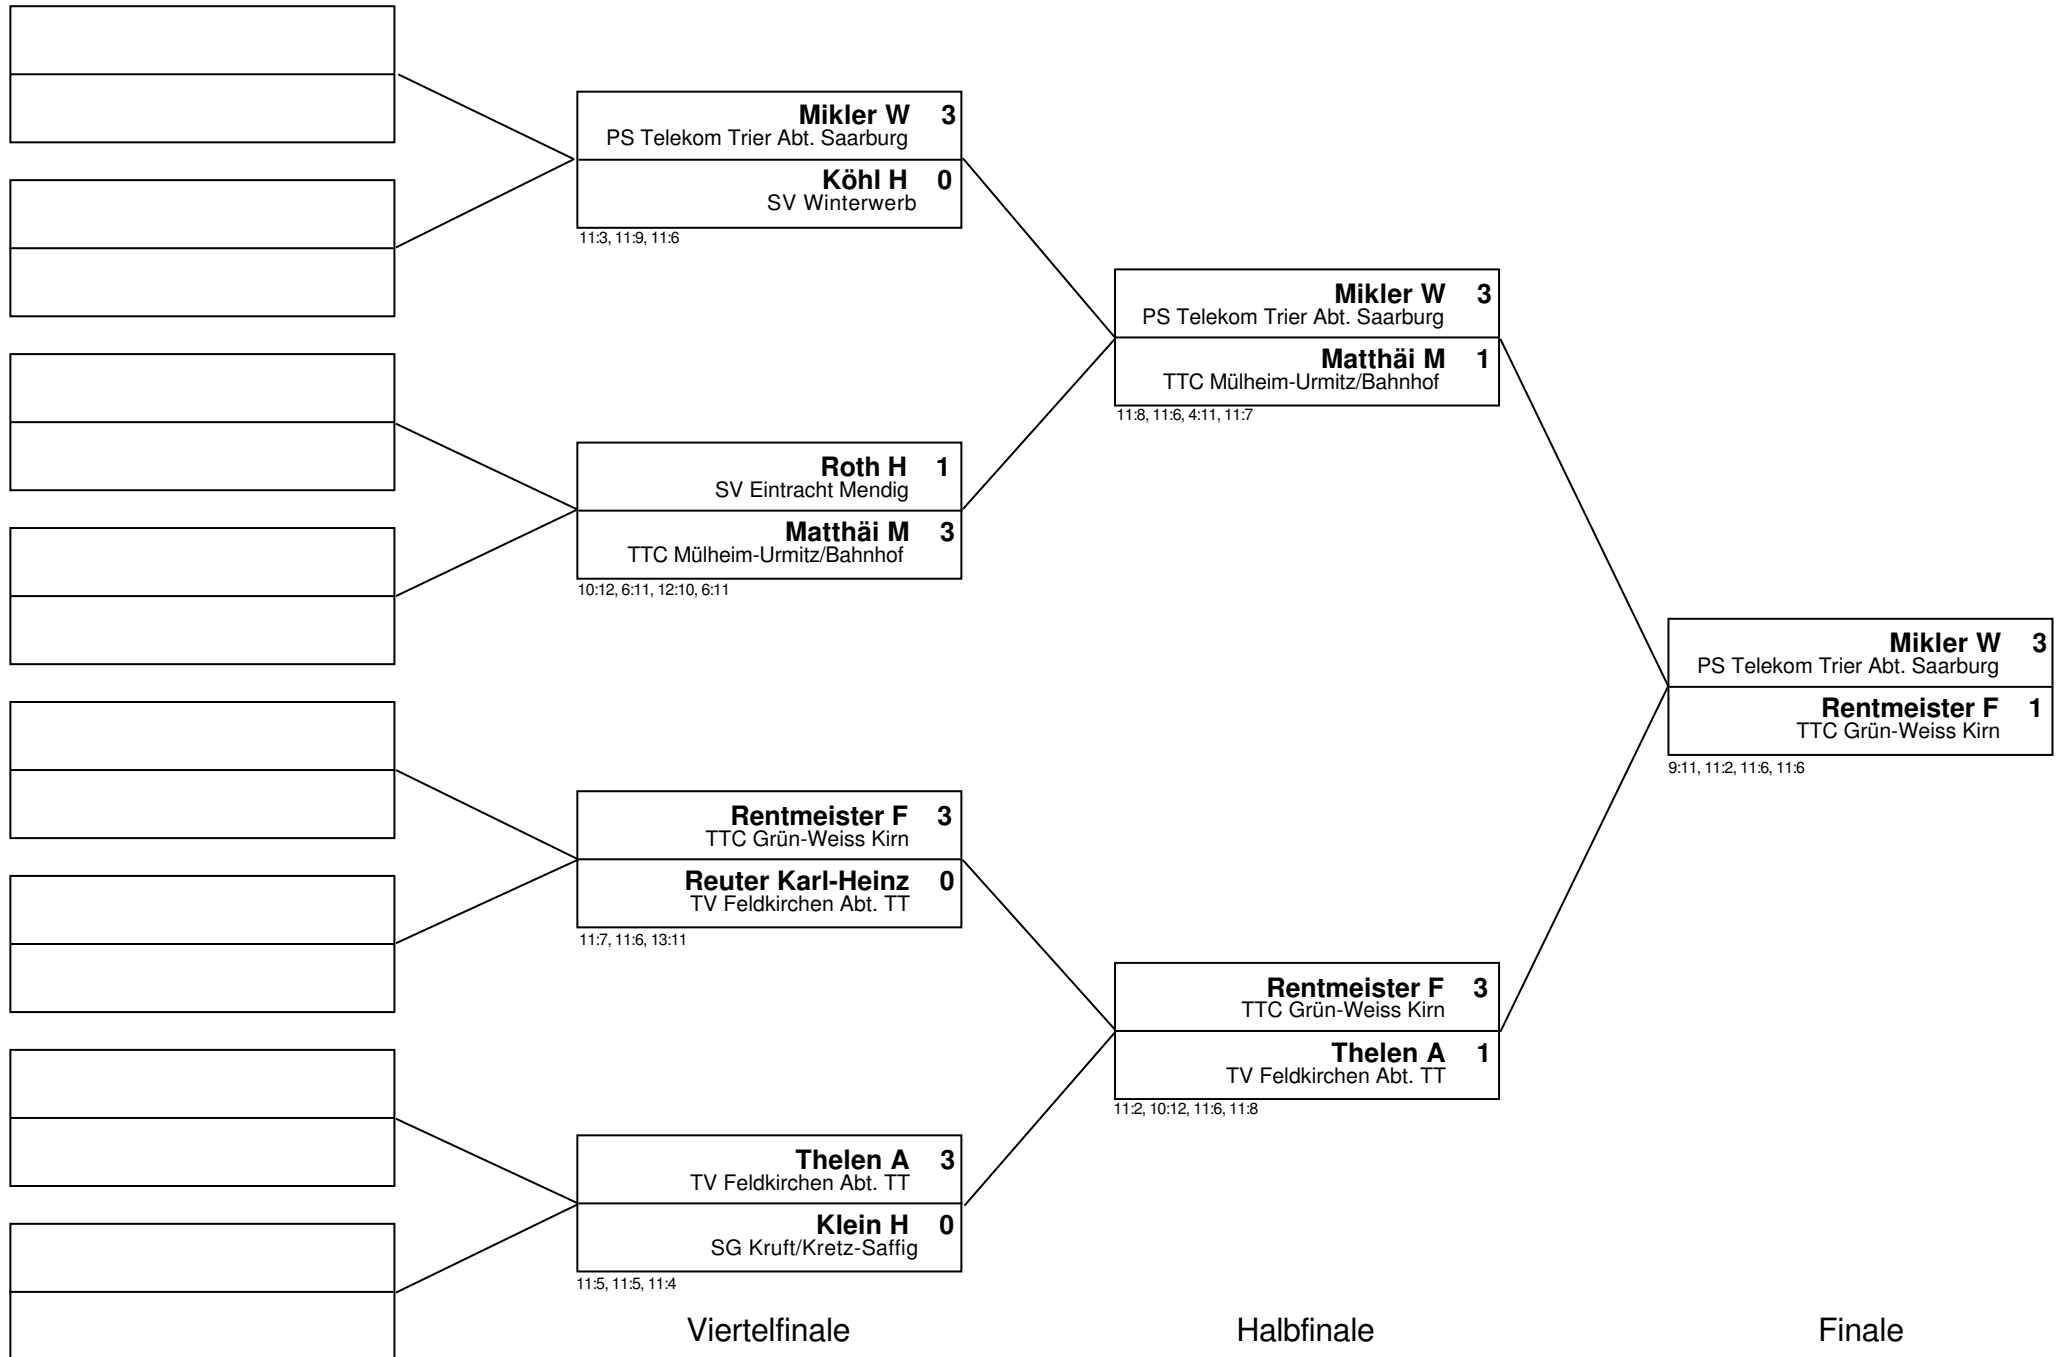 Mikler W 3
PS Telekom Trier Abt. Saarburg
Köhl H 0
SV Winterwerb
11:3, 11:9, 11:6
Roth H 1
SV Eintracht Mendig
Matthäi M 3
TTC Mülheim-Urmitz/Bahnhof
10:12, 6:11, 12:10, 6:11
Rentmeister F 3
TTC Grün-Weiss Kirn
Reuter Karl-Heinz 0
TV Feldkirchen Abt. TT
11:7, 11:6, 13:11
Thelen A 3
TV Feldkirchen Abt. TT
Klein H 0
SG Kruft/Kretz-Saffig
11:5, 11:5, 11:4
Viertelfinale
Mikler W 3
PS Telekom Trier Abt. Saarburg
Matthäi M 1
TTC Mülheim-Urmitz/Bahnhof
11:8, 11:6, 4:11, 11:7
Rentmeister F 3
TTC Grün-Weiss Kirn
Thelen A 1
TV Feldkirchen Abt. TT
11:2, 10:12, 11:6, 11:8
Halbfinale
Mikler W 3
PS Telekom Trier Abt. Saarburg
Rentmeister F 1
TTC Grün-Weiss Kirn
9:11, 11:2, 11:6, 11:6
Finale